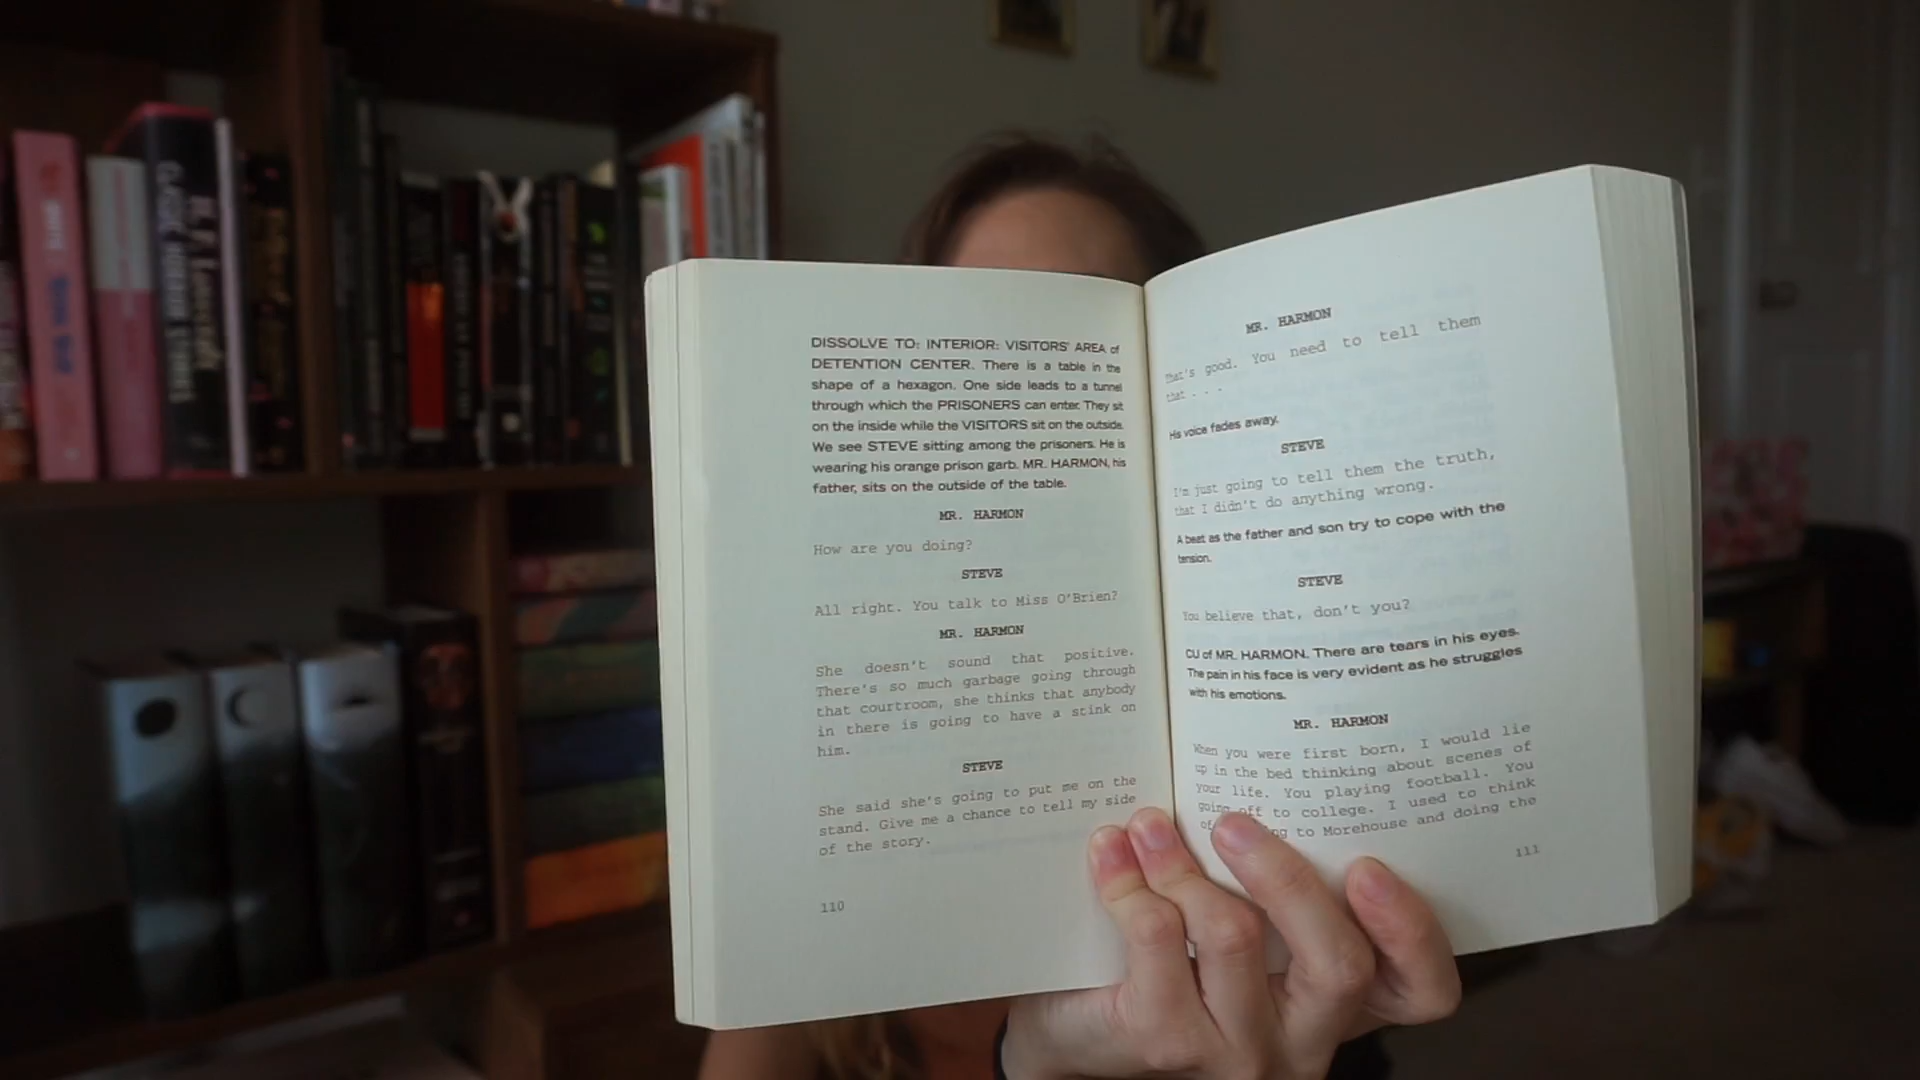 CLASSIC HORROR STORIES
DISSOLVE TO: INTERIOR: VISITORS' AREA of
DETENTION CENTER. There is a table in the
shape of a hexagon. One side leads to a tunnel
through which the PRISONERS can enter. They sit
on the inside while the VISITORS sit on the outside.
We see STEVE sitting among the prisoners. He is
wearing his orange prison garb. MR. HARMON, his
father, sits on the outside of the table.
MR. HARMON
How are you doing?
STEVE
All right. You talk to Miss O'Brien?
MR. HARMON
She doesn't sound that positive.
There's so much garbage going through
that courtroom, she thinks that anybody
in there is going to have a stink on
him.
STEVE
She said she's going to put me on the
stand. Give me a chance to tell my side
of the story.
110
MR. HARMON
That's good. You need to tell them
that . . .
His voice fades away.
STEVE
I'm just going to tell them the truth,
that I didn't do anything wrong.
A beat as the father and son try to cope with the
tension.
STEVE
You believe that, don't you?
CU of MR. HARMON. There are tears in his eyes.
The pain in his face is very evident as he struggles
with his emotions.
MR. HARMON
When you were first born, I would lie
up in the bed thinking about scenes of
your life. You playing football. You
going off to college. I used to think
to Morehouse and doing the
111